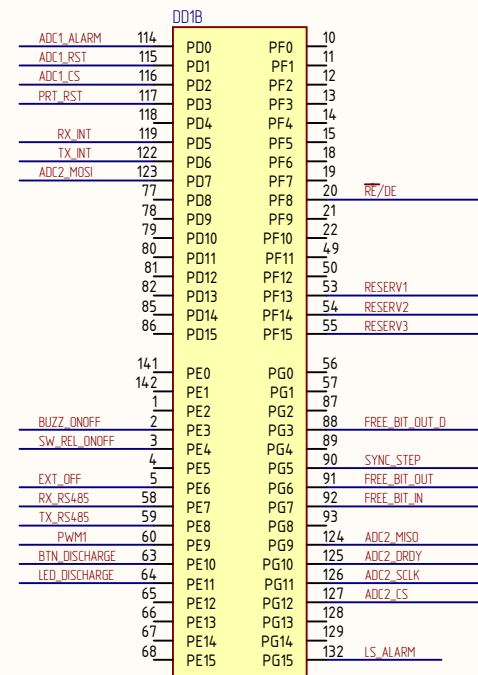 DD1B
ADC1_ALARM 114 PD0 PF0 10
ADC1_RST 115 PD1 PF1 11
ADC1_CS 116 PD2 PF2 12
PRT_RST 117 PD3 PF3 13
118 PD4 PF4 14
RX_INT 119 PD5 PF5 15
TX_INT 122 PD6 PF6 18
ADC2_MOSI 123 PD7 PF7 19
77 PD8 PF8 20 RE/DE
78 PD9 PF9 21
79 PD10 PF10 22
80 PD11 PF11 49
81 PD12 PF12 50
82 PD13 PF13 53 RESERV1
85 PD14 PF14 54 RESERV2
86 PD15 PF15 55 RESERV3
141 PE0 PG0 56
142 PE1 PG1 57
1 PE2 PG2 87
BUZZ_ONOFF 2 PE3 PG3 88 FREE_BIT_OUT_D
SW_REL_ONOFF 3 PE4 PG4 89
4 PE5 PG5 90 SYNC_STEP
EXT_OFF 5 PE6 PG6 91 FREE_BIT_OUT
RX_RS485 58 PE7 PG7 92 FREE_BIT_IN
TX_RS485 59 PE8 PG8 93
PWM1 60 PE9 PG9 124 ADC2_MISO
BTN_DISCHARGE 63 PE10 PG10 125 ADC2_DRDY
LED_DISCHARGE 64 PE11 PG11 126 ADC2_SCLK
65 PE12 PG12 127 ADC2_CS
66 PE13 PG13 128
67 PE14 PG14 129
68 PE15 PG15 132 LS_ALARM